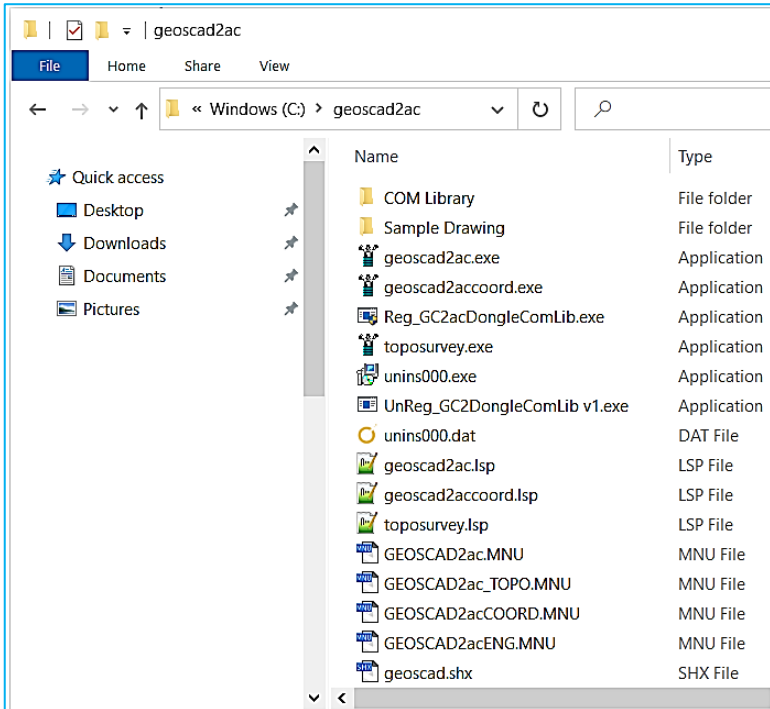 geoscad2ac
File Home Share View
« Windows (C:) > geoscad2ac
Name Type
Quick access
Desktop
Downloads
Documents
Pictures
COM Library File folder
Sample Drawing File folder
geoscad2ac.exe Application
geoscad2accoord.exe Application
Reg_GC2acDongleComLib.exe Application
toposurvey.exe Application
unins000.exe Application
UnReg_GC2DongleComLib v1.exe Application
unins000.dat DAT File
geoscad2ac.lsp LSP File
geoscad2accoord.lsp LSP File
toposurvey.lsp LSP File
GEOSCAD2ac.MNU MNU File
GEOSCAD2ac_TOPO.MNU MNU File
GEOSCAD2acCOORD.MNU MNU File
GEOSCAD2acENG.MNU MNU File
geoscad.shx SHX File